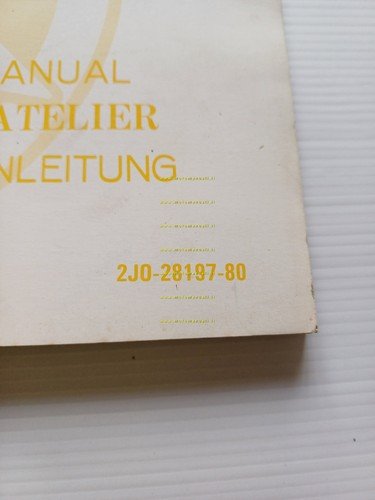 ANUAL
ATELIER
NLEITUNG
2J0-28197-80